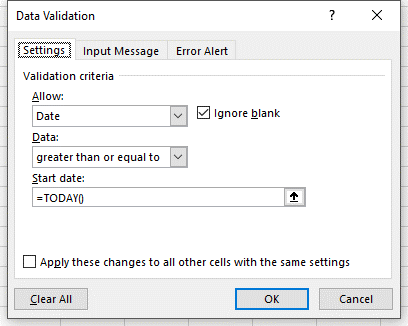 Data Validation ? ×
Settings Input Message Error Alert
Validation criteria
Allow:
Date Ignore blank
Data:
greater than or equal to
Start date:
=TODAY()
Apply these changes to all other cells with the same settings
Clear All OK Cancel